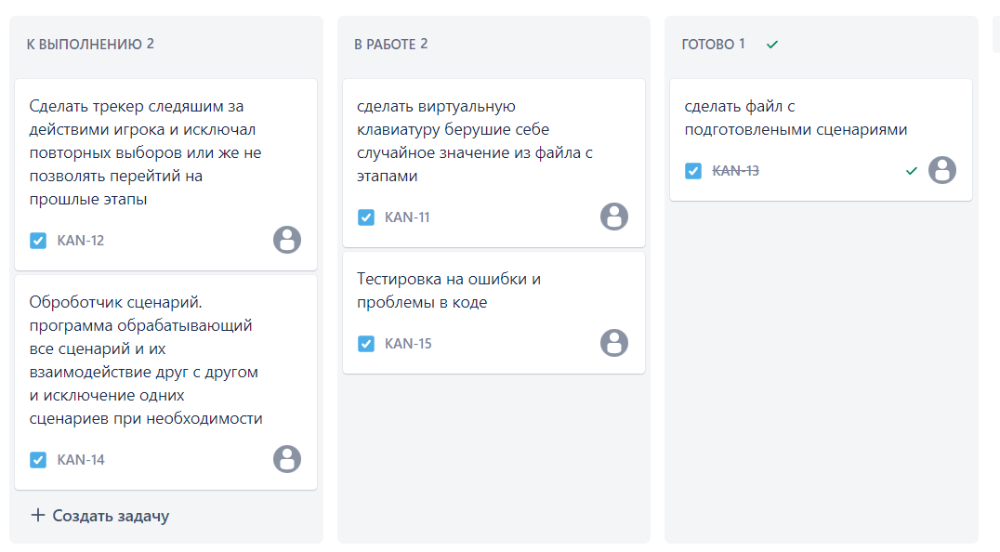 К ВЫПОЛНЕНИЮ 2
Сделать трекер следяшим за
действими игрока и исключал
повторных выборов или же не
позволять перейтий на
прошлые этапы
KAN-12
Оброботчик сценарий.
программа обрабатывающий
все сценарий и их
взаимодействие друг с другом
и исключение одних
сценариев при необходимости
KAN-14
+ Создать задачу
В РАБОТЕ 2
сделать виртуальную
клавиатуру берушие себе
случайное значение из файла с
этапами
KAN-11
Тестировка на ошибки и
проблемы в коде
KAN-15
ГОТОВО 1
сделать файл с
подготовлеными сценариями
KAN-13